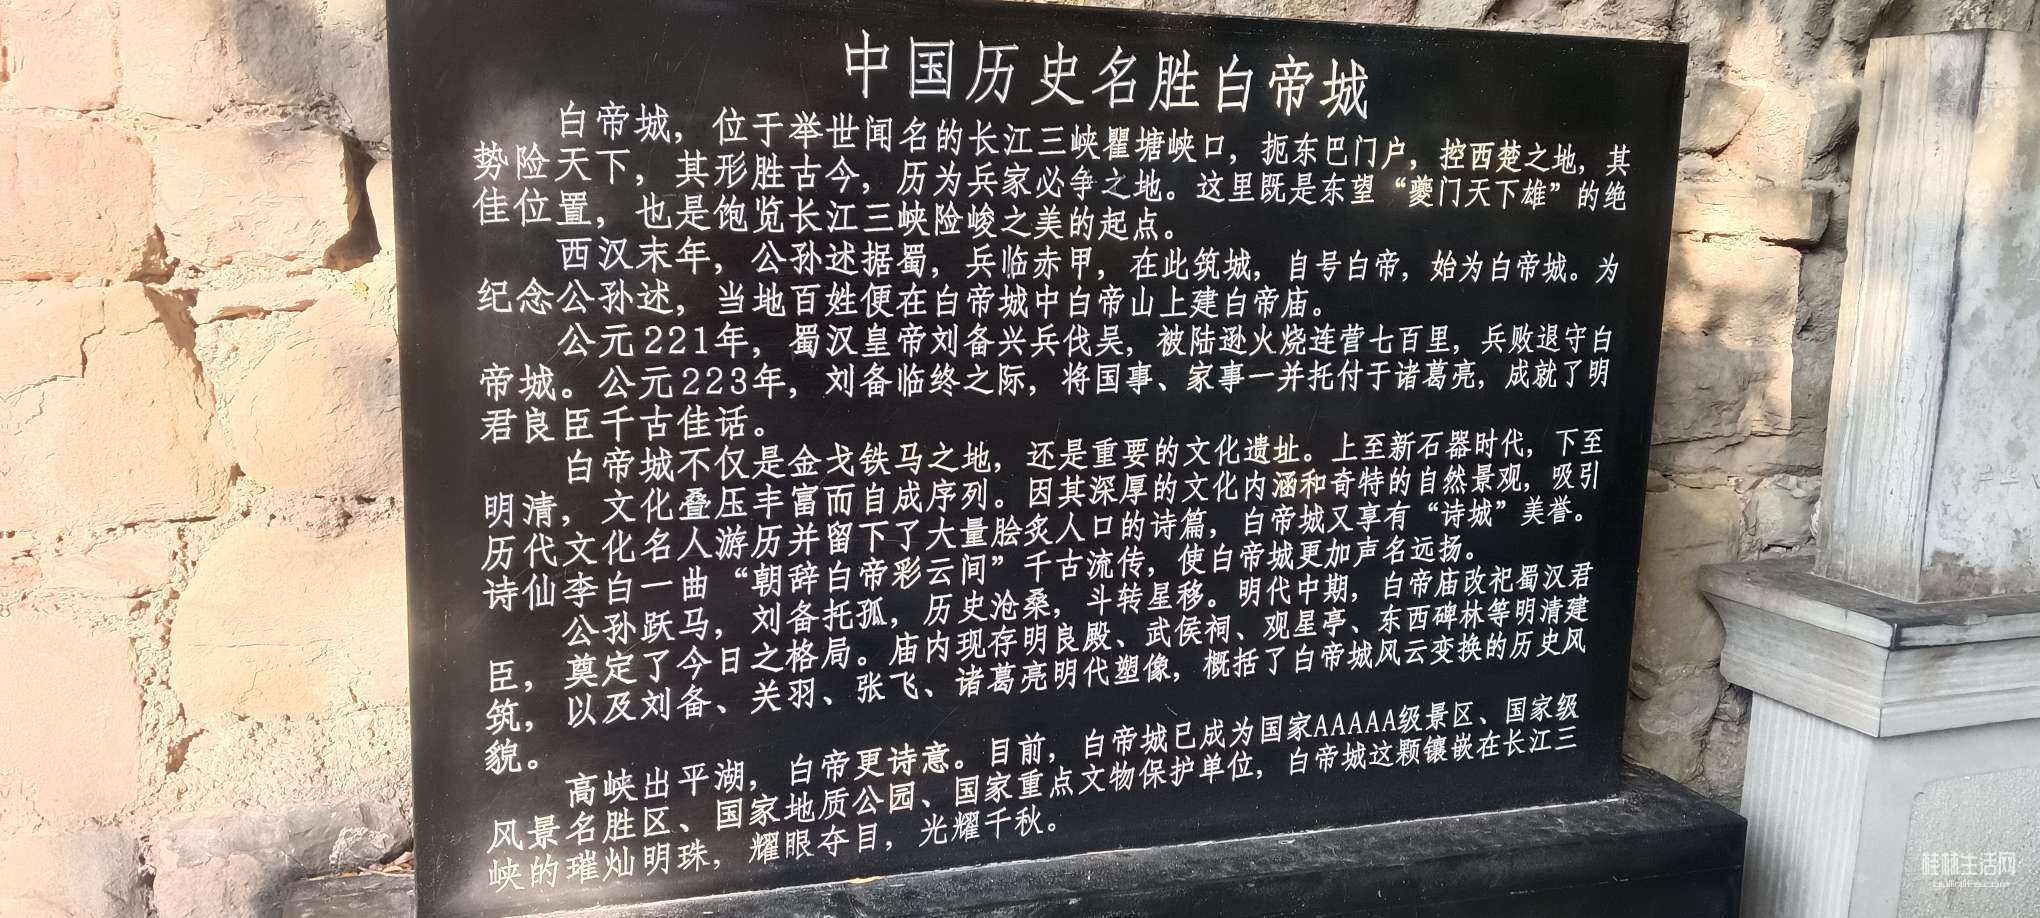 中国历史名胜白帝城
白帝城，位于举世闻名的长江三峡瞿塘峡口，扼东巴门户，控西楚之地，其
势险天下，其形胜古今，历为兵家必争之地。这里既是东望“夔门天下雄”的绝
佳位置，也是饱览长江三峡险峻之美的起点。
西汉末年，公孙述据蜀，兵临赤甲，在此筑城，自号白帝，始为白帝城。为
纪念公孙述，当地百姓便在白帝城中白帝山上建白帝庙。
公元221年，蜀汉皇帝刘备兴兵伐吴，被陆逊火烧连营七百里，兵败退守白
帝城。公元223年，刘备临终之际，将国事、家事一并托付于诸葛亮，成就了明
君良臣千古佳话。
白帝城不仅是金戈铁马之地，还是重要的文化遗址。上至新石器时代，下至
明清，文化叠压丰富而自成序列。因其深厚的文化内涵和奇特的自然景观，吸引
历代文化名人游历并留下了大量脍炙人口的诗篇，白帝城又享有“诗城”美誉。
诗仙李白一曲“朝辞白帝彩云间”千古流传，使白帝城更加声名远扬。
公孙跃马，刘备托孤，历史沧桑，斗转星移。明代中期，白帝庙改祀蜀汉君
臣，奠定了今日之格局。庙内现存明良殿、武侯祠、观星亭、东西碑林等明清建
筑，以及刘备、关羽、张飞、诸葛亮明代塑像，概括了白帝城风云变换的历史风
貌。
高峡出平湖，白帝更诗意。目前，白帝城已成为国家AAAAA级景区、国家级
风景名胜区、国家地质公园、国家重点文物保护单位，白帝城这颗镶嵌在长江三
峡的璀灿明珠，耀眼夺目，光耀千秋。
桂林生活网
guilinlife.com